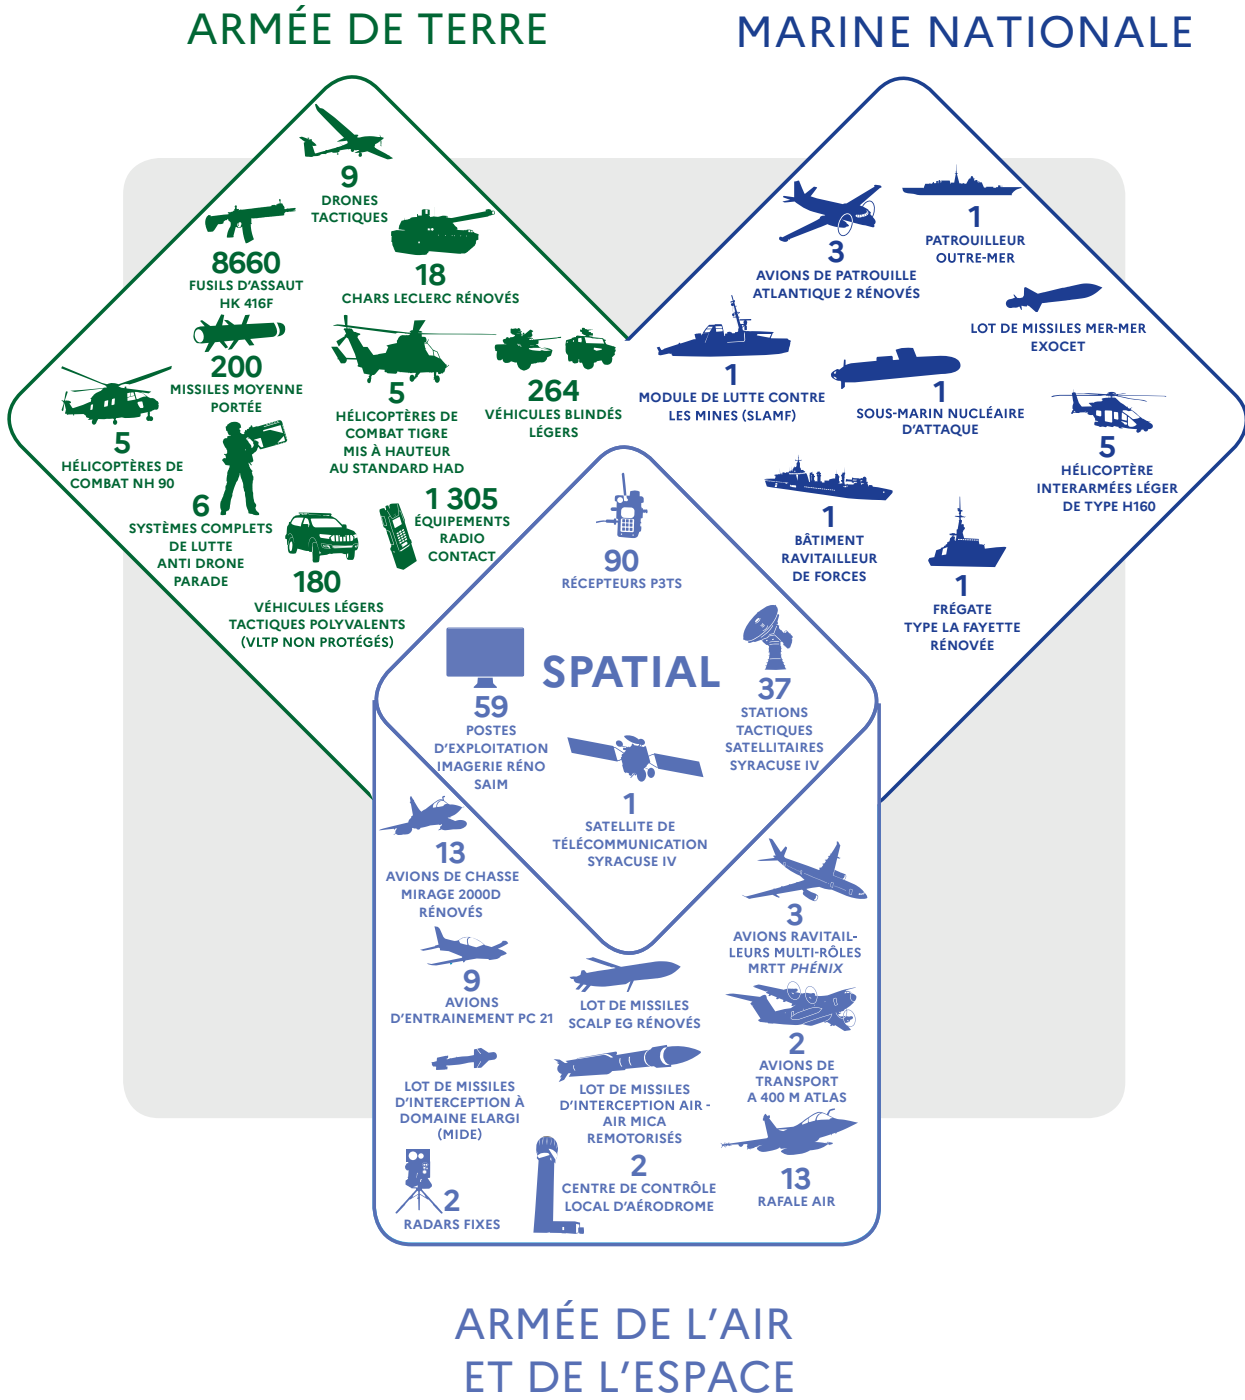 ARMÉE DE TERRE
9
DRONES
TACTIQUES
8660
FUSILS D'ASSAUT
HK 416F
18
CHARS LECLERC RÉNOVÉS
200
MISSILES MOYENNE
PORTÉE
5
HÉLICOPTÈRES DE
COMBAT TIGRE
MIS À HAUTEUR
AU STANDARD HAD
264
VÉHICULES BLINDÉS
LÉGERS
5
HÉLICOPTÈRES DE
COMBAT NH 90
6
SYSTÈMES COMPLETS
DE LUTTE
ANTI DRONE
PARADE
180
VÉHICULES LÉGERS
TACTIQUES POLYVALENTS
(VLTP NON PROTÉGÉS)
1 305
ÉQUIPEMENTS
RADIO
CONTACT
MARINE NATIONALE
3
AVIONS DE PATROUILLE
ATLANTIQUE 2 RÉNOVÉS
1
PATROUILLEUR
OUTRE-MER
LOT DE MISSILES MER-MER
EXOCET
1
MODULE DE LUTTE CONTRE
LES MINES (SLAMF)
1
SOUS-MARIN NUCLÉAIRE
D'ATTAQUE
5
HÉLICOPTÈRE
INTERARMÉES LÉGER
DE TYPE H160
1
BÂTIMENT
RAVITAILLEUR
DE FORCES
1
FRÉGATE
TYPE LA FAYETTE
RÉNOVÉE
90
RÉCEPTEURS P3TS
SPATIAL
59
POSTES
D'EXPLOITATION
IMAGERIE RÉNO
SAIM
37
STATIONS
TACTIQUES
SATELLITAIRES
SYRACUSE IV
1
SATELLITE DE
TÉLÉCOMMUNICATION
SYRACUSE IV
13
AVIONS DE CHASSE
MIRAGE 2000D
RÉNOVÉS
3
AVIONS RAVITAIL-
LEURS MULTI-RÔLES
MRTT PHÉNIX
9
AVIONS
D'ENTRAINEMENT PC 21
LOT DE MISSILES
SCALP EG RÉNOVÉS
2
AVIONS DE
TRANSPORT
A 400 M ATLAS
LOT DE MISSILES
D'INTERCEPTION À
DOMAINE ELARGI
(MIDE)
LOT DE MISSILES
D'INTERCEPTION AIR -
AIR MICA
REMOTORISÉS
13
RAFALE AIR
2
RADARS FIXES
2
CENTRE DE CONTRÔLE
LOCAL D'AÉRODROME
ARMÉE DE L'AIR
ET DE L'ESPACE